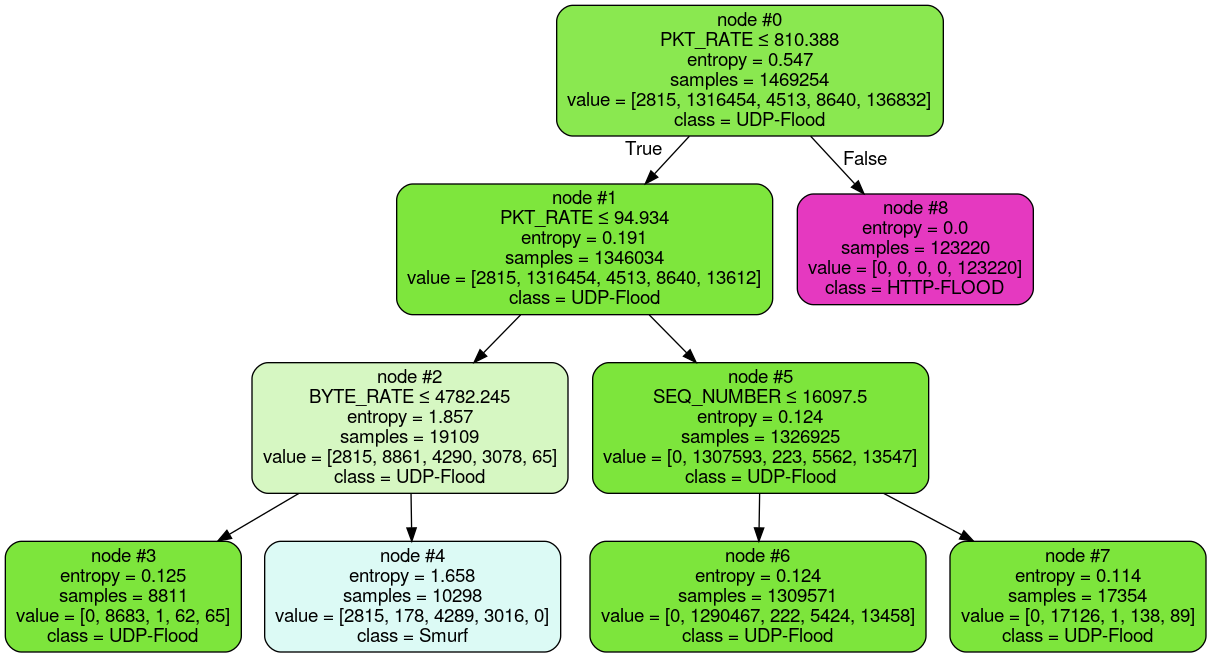 node #0
PKT_RATE ≤ 810.388
entropy = 0.547
samples = 1469254
value = [2815, 1316454, 4513, 8640, 136832]
class = UDP-Flood
True
False
node #1
PKT_RATE ≤ 94.934
entropy = 0.191
samples = 1346034
value = [2815, 1316454, 4513, 8640, 13612]
class = UDP-Flood
node #8
entropy = 0.0
samples = 123220
value = [0, 0, 0, 0, 123220]
class = HTTP-FLOOD
node #2
BYTE_RATE ≤ 4782.245
entropy = 1.857
samples = 19109
value = [2815, 8861, 4290, 3078, 65]
class = UDP-Flood
node #5
SEQ_NUMBER ≤ 16097.5
entropy = 0.124
samples = 1326925
value = [0, 1307593, 223, 5562, 13547]
class = UDP-Flood
node #3
entropy = 0.125
samples = 8811
value = [0, 8683, 1, 62, 65]
class = UDP-Flood
node #4
entropy = 1.658
samples = 10298
value = [2815, 178, 4289, 3016, 0]
class = Smurf
node #6
entropy = 0.124
samples = 1309571
value = [0, 1290467, 222, 5424, 13458]
class = UDP-Flood
node #7
entropy = 0.114
samples = 17354
value = [0, 17126, 1, 138, 89]
class = UDP-Flood